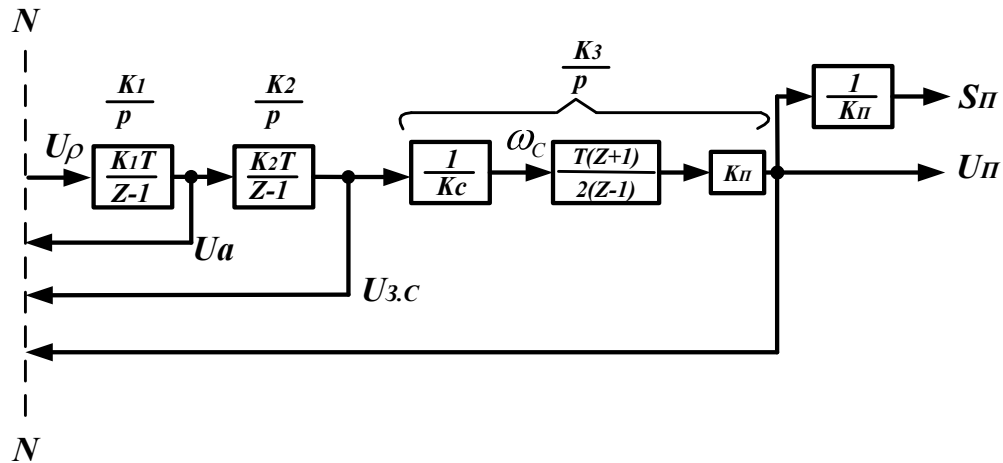 N
K1
p
K2
p
K3
p
Uρ
K1T
Z-1
K2T
Z-1
1
Kc
ωC
T(Z+1)
2(Z-1)
KП
1
KП
SП
UП
Ua
UЗ.С
N